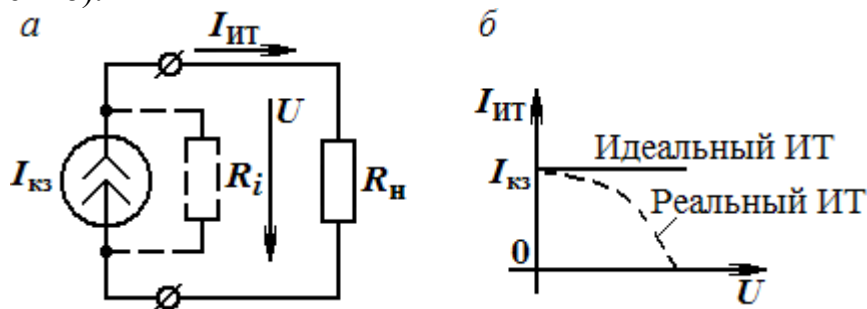 а
I_ИТ
U
I_кз
R_i
R_н
б
I_ИТ
Идеальный ИТ
I_кз
Реальный ИТ
0
U